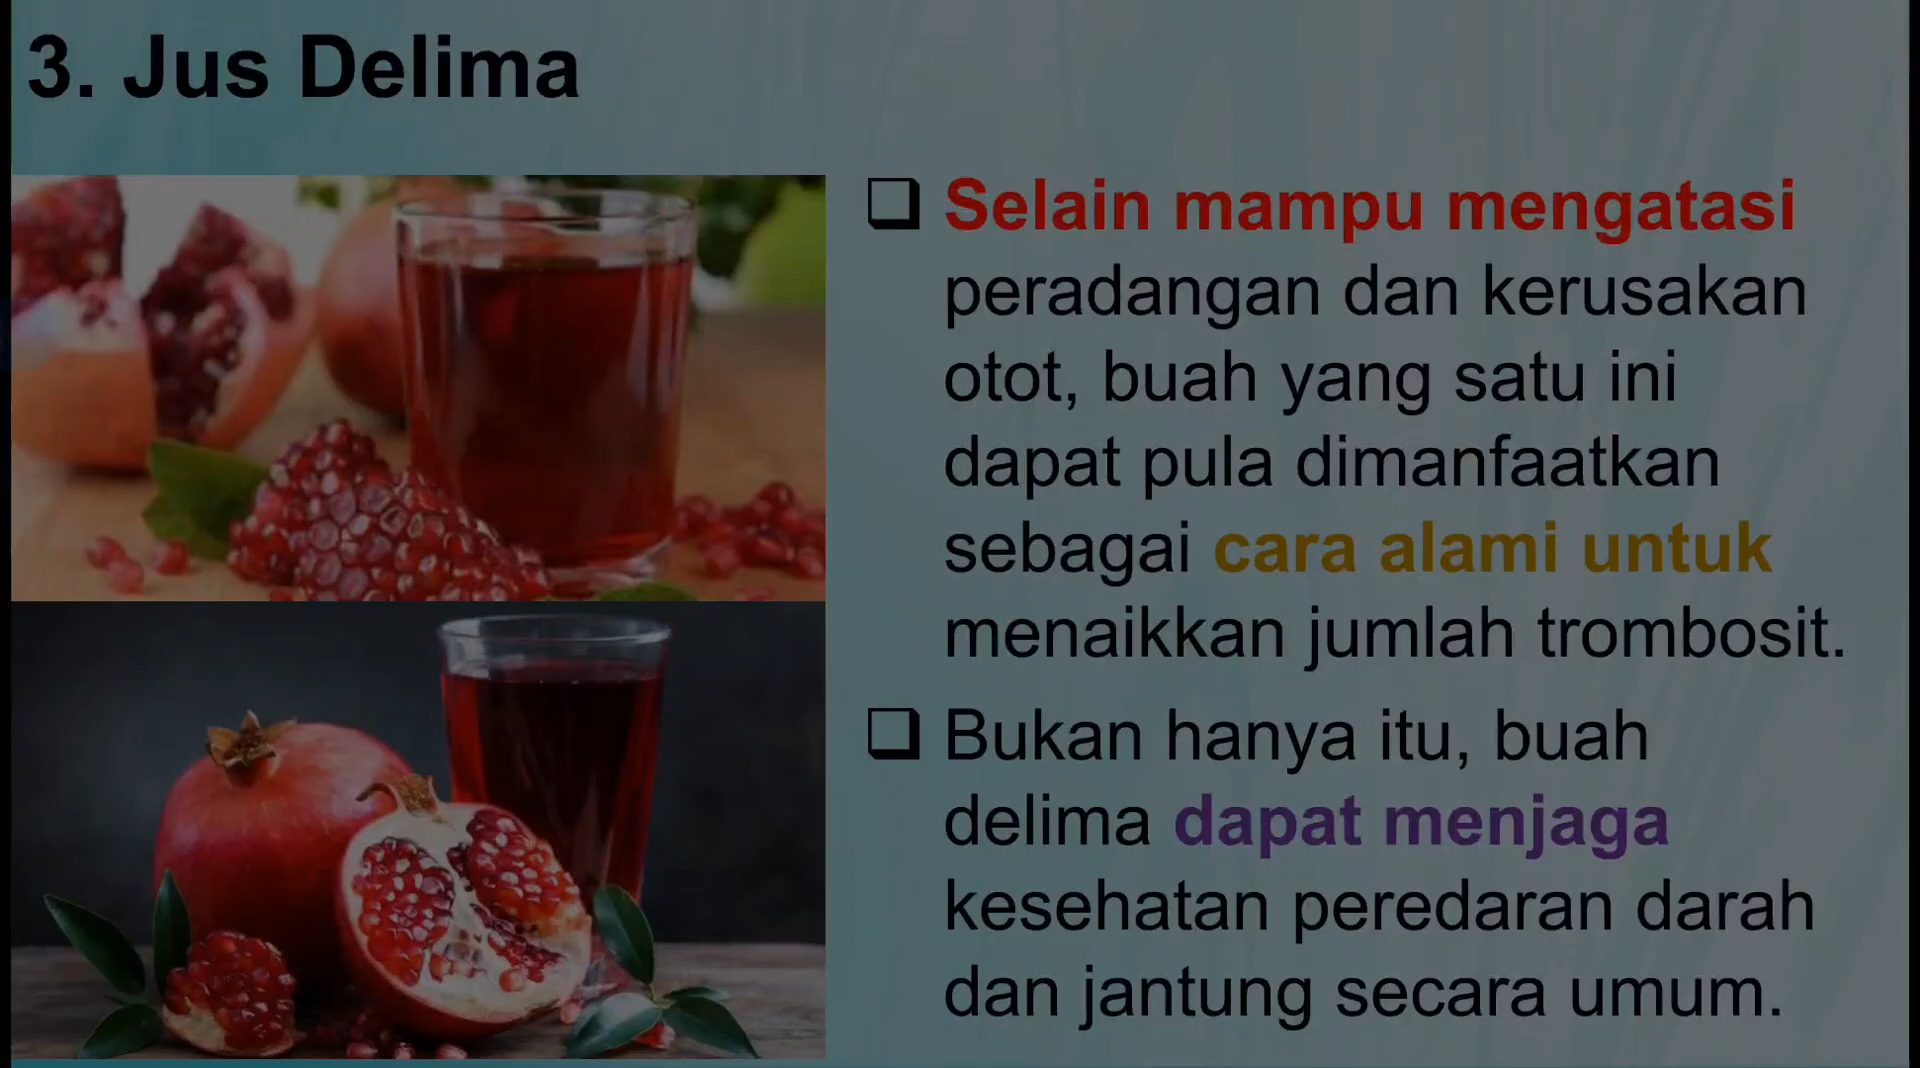 3. Jus Delima
Selain mampu mengatasi
peradangan dan kerusakan
otot, buah yang satu ini
dapat pula dimanfaatkan
sebagai cara alami untuk
menaikkan jumlah trombosit.
Bukan hanya itu, buah
delima dapat menjaga
kesehatan peredaran darah
dan jantung secara umum.